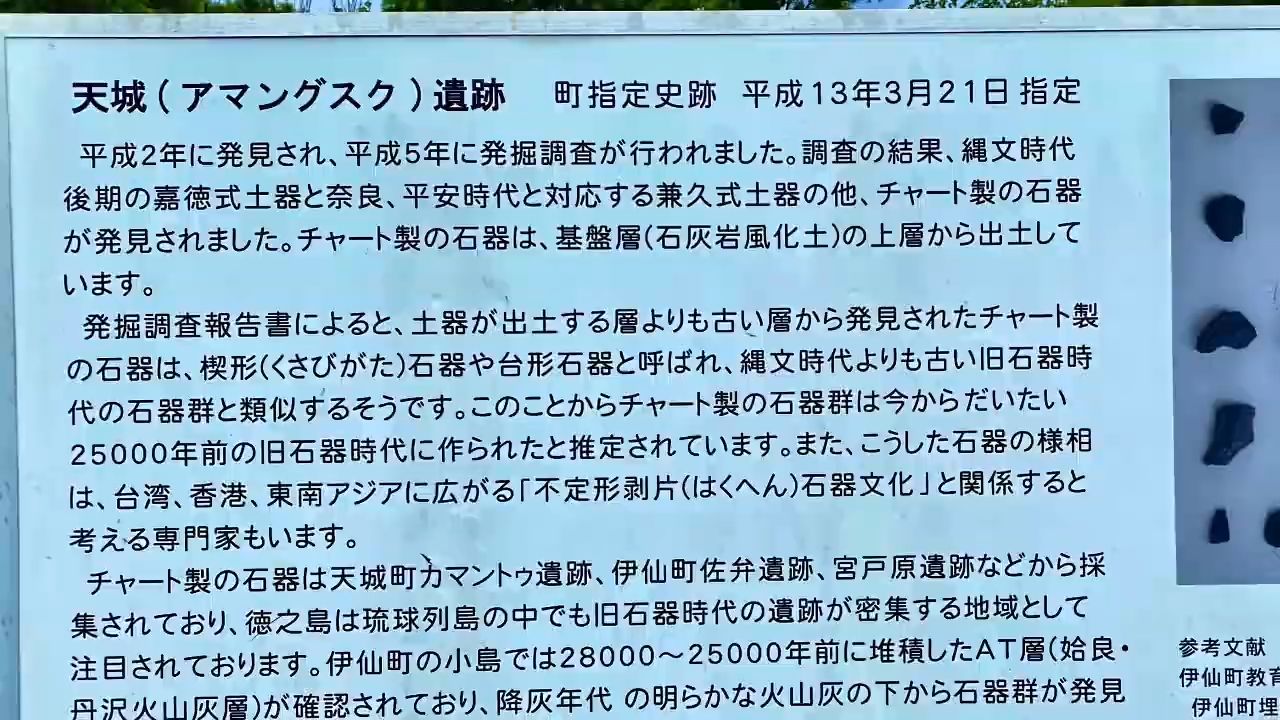 天城(アマングスク)遺跡 町指定史跡 平成13年3月21日 指定
平成2年に発見され、平成5年に発掘調査が行われました。調査の結果、縄文時代
後期の嘉徳式土器と奈良、平安時代と対応する兼久式土器の他、チャート製の石器
が発見されました。チャート製の石器は、基盤層(石灰岩風化土)の上層から出土して
います。
発掘調査報告書によると、土器が出土する層よりも古い層から発見されたチャート製
の石器は、楔形(くさびがた)石器や台形石器と呼ばれ、縄文時代よりも古い旧石器時
代の石器群と類似するそうです。このことからチャート製の石器群は今からだいたい
25000年前の旧石器時代に作られたと推定されています。また、こうした石器の様相
は、台湾、香港、東南アジアに広がる「不定形剥片(はくへん)石器文化」と関係すると
考える専門家もいます。
チャート製の石器は天城町カマントゥ遺跡、伊仙町佐弁遺跡、宮戸原遺跡などから採
集されており、徳之島は琉球列島の中でも旧石器時代の遺跡が密集する地域として
注目されております。伊仙町の小島では28000〜25000年前に堆積したAT層(姶良・
丹沢火山灰層)が確認されており、降灰年代 の明らかな火山灰の下から石器群が発見
参考文献
伊仙町教育
伊仙町埋